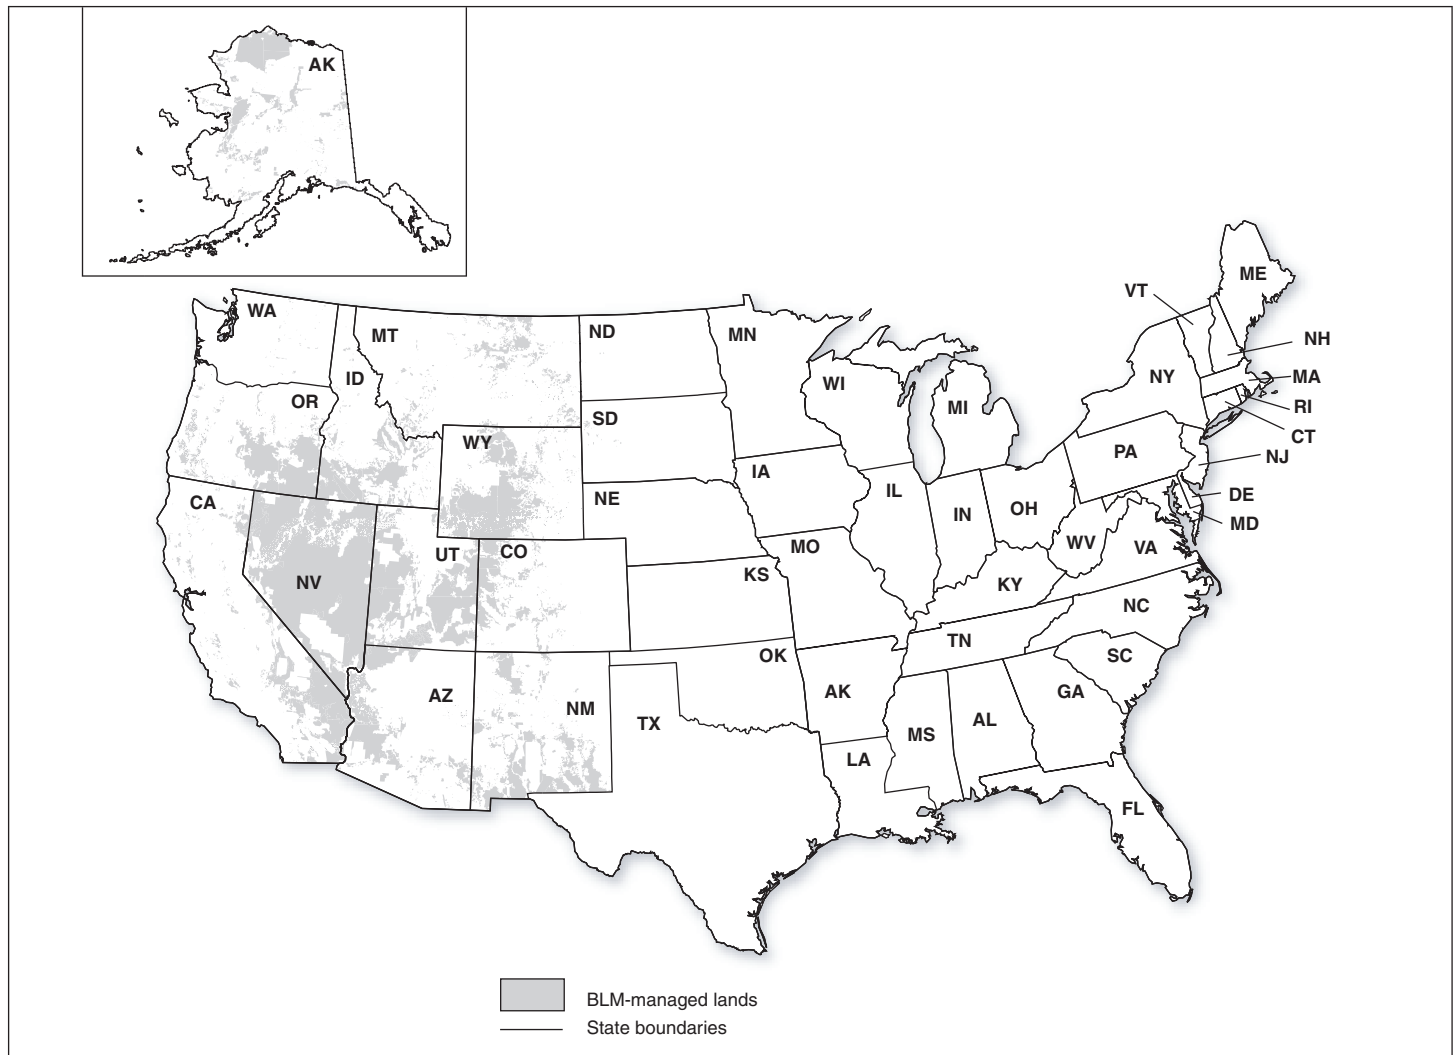 AK
ME
VT
WA
ND
MN
MT
NH
ID
WI
NY
MA
OR
MI
RI
SD
CT
WY
PA
NJ
IA
IL
NE
DE
CA
IN
OH
MD
WV
VA
MO
UT
CO
KS
NV
KY
NC
TN
OK
SC
AZ
AK
GA
NM
TX
AL
MS
LA
FL
BLM-managed lands
State boundaries